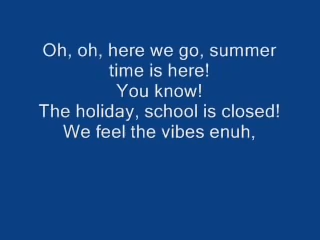 Oh, oh, here we go, summer
time is here!
You know!
The holiday, school is closed!
We feel the vibes enuh,